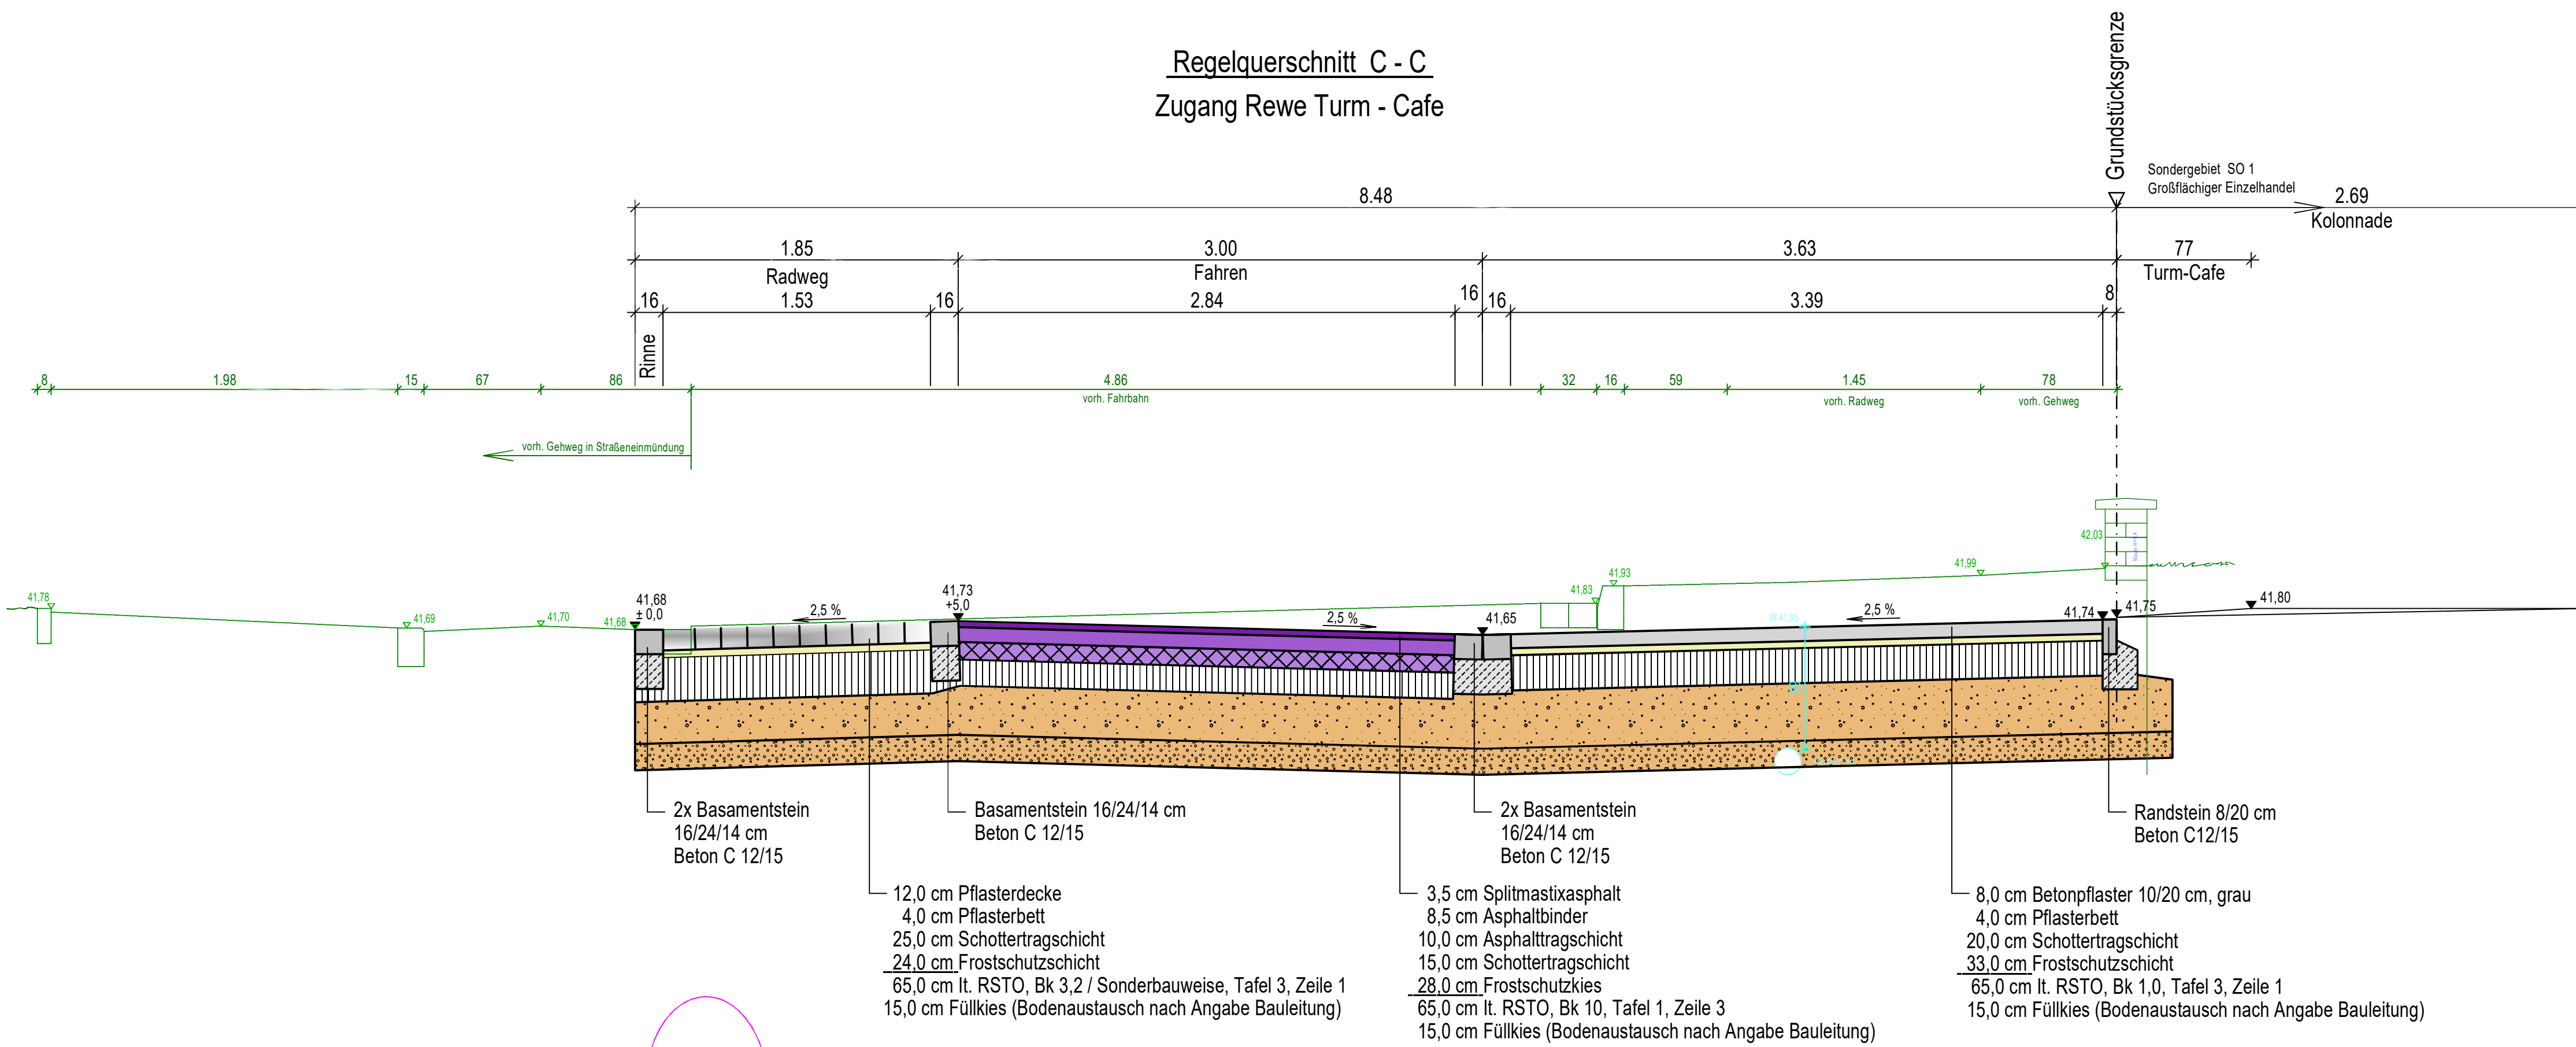 Regelquerschnitt C - C
Zugang Rewe Turm - Cafe
Grundstücksgrenze
Sondergebiet SO 1
Großflächiger Einzelhandel
8.48
2.69
Kolonnade
1.85
3.00
3.63
77
Radweg
Fahren
Turm-Cafe
16
1.53
16
2.84
16
16
3.39
8
Rinne
8
1.98
15
67
86
4.86
32
16
59
1.45
78
vorh. Fahrbahn
vorh. Radweg
vorh. Gehweg
vorh. Gehweg in Straßeneinmündung
42,03
41,99
41,93
41,83
41,78
41,69
41,70
41,68
41,68
± 0,0
2,5 %
41,73
+5,0
2,5 %
41,65
2,5 %
41,74
41,75
41,80
2x Basamentstein
16/24/14 cm
Beton C 12/15
Basamentstein 16/24/14 cm
Beton C 12/15
2x Basamentstein
16/24/14 cm
Beton C 12/15
Randstein 8/20 cm
Beton C12/15
12,0 cm Pflasterdecke
4,0 cm Pflasterbett
25,0 cm Schottertragschicht
24,0 cm Frostschutzschicht
65,0 cm lt. RSTO, Bk 3,2 / Sonderbauweise, Tafel 3, Zeile 1
15,0 cm Füllkies (Bodenaustausch nach Angabe Bauleitung)
3,5 cm Splitmastixasphalt
8,5 cm Asphaltbinder
10,0 cm Asphalttragschicht
15,0 cm Schottertragschicht
28,0 cm Frostschutzkies
65,0 cm lt. RSTO, Bk 10, Tafel 1, Zeile 3
15,0 cm Füllkies (Bodenaustausch nach Angabe Bauleitung)
8,0 cm Betonpflaster 10/20 cm, grau
4,0 cm Pflasterbett
20,0 cm Schottertragschicht
33,0 cm Frostschutzschicht
65,0 cm lt. RSTO, Bk 1,0, Tafel 3, Zeile 1
15,0 cm Füllkies (Bodenaustausch nach Angabe Bauleitung)